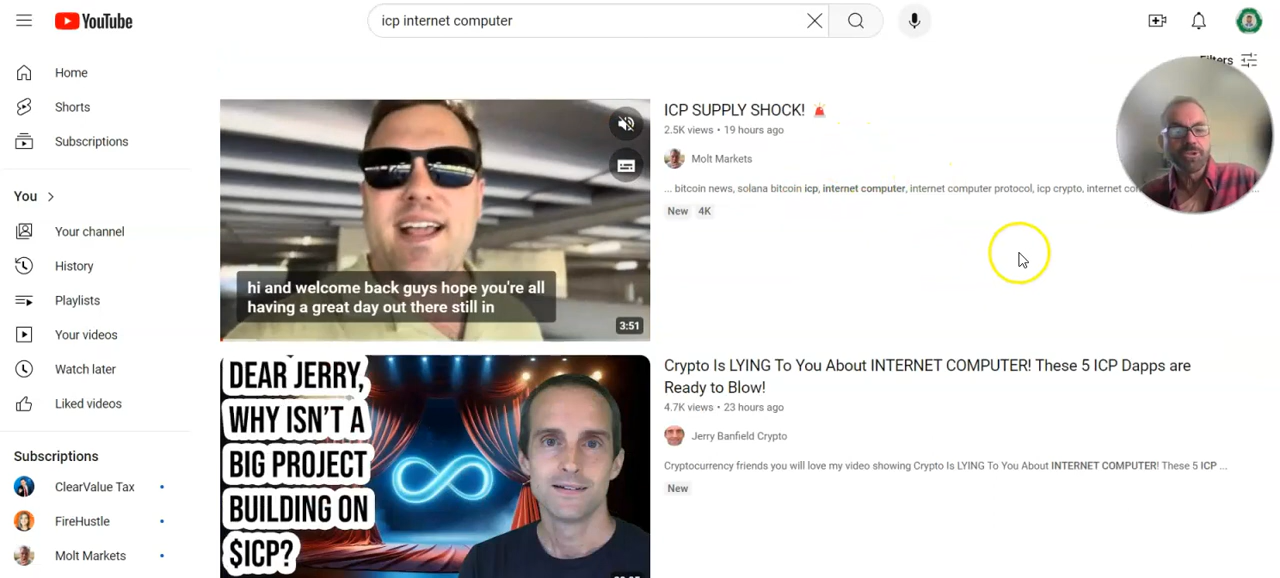 YouTube
icp internet computer
Filters
Home
Shorts
Subscriptions
You
Your channel
History
Playlists
Your videos
Watch later
Liked videos
Subscriptions
ClearValue Tax
FireHustle
Molt Markets
hi and welcome back guys hope you're all
having a great day out there still in
3:51
ICP SUPPLY SHOCK!
2.5K views • 19 hours ago
Molt Markets
... bitcoin news, solana bitcoin icp, internet computer, internet computer protocol, icp crypto, internet
New 4K
DEAR JERRY,
WHY ISN'T A
BIG PROJECT
BUILDING ON
$ICP?
Crypto Is LYING To You About INTERNET COMPUTER! These 5 ICP Dapps are
Ready to Blow!
4.7K views • 23 hours ago
Jerry Banfield Crypto
Cryptocurrency friends you will love my video showing Crypto Is LYING To You About INTERNET COMPUTER! These 5 ICP ...
New